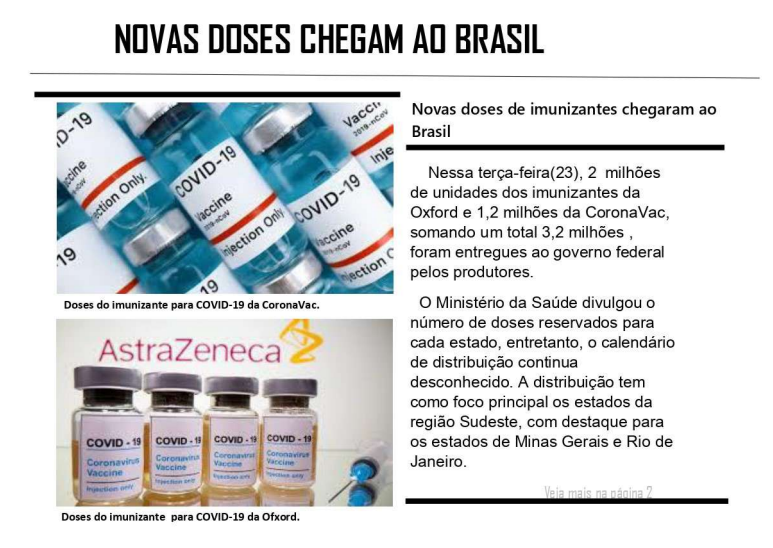 NOVAS DOSES CHEGAM AO BRASIL
D-19
ccine
ection Only.
19
COVID-19
Vaccine
2019-nCoV
Injection Only
Vaccin
2019-nCoV
Inje
COVID-19
Vaccine
2019-nCoV
Injection O
Doses do imunizante para COVID-19 da CoronaVac.
AstraZeneca
COVID - 19
Coronavirus
Vaccine
Injection only
COVID - 19
Coronavirus
Vaccine
Injection only
COVID - 19
Coronavirus
Vaccine
Injection only
COVID - 19
Coronavirus
Vaccine
Injection only
Doses do imunizante para COVID-19 da Ofxord.
Novas doses de imunizantes chegaram ao
Brasil
Nessa terça-feira(23), 2 milhões
de unidades dos imunizantes da
Oxford e 1,2 milhões da CoronaVac,
somando um total 3,2 milhões ,
foram entregues ao governo federal
pelos produtores.
O Ministério da Saúde divulgou o
número de doses reservados para
cada estado, entretanto, o calendário
de distribuição continua
desconhecido. A distribuição tem
como foco principal os estados da
região Sudeste, com destaque para
os estados de Minas Gerais e Rio de
Janeiro.
Veja mais na página 2